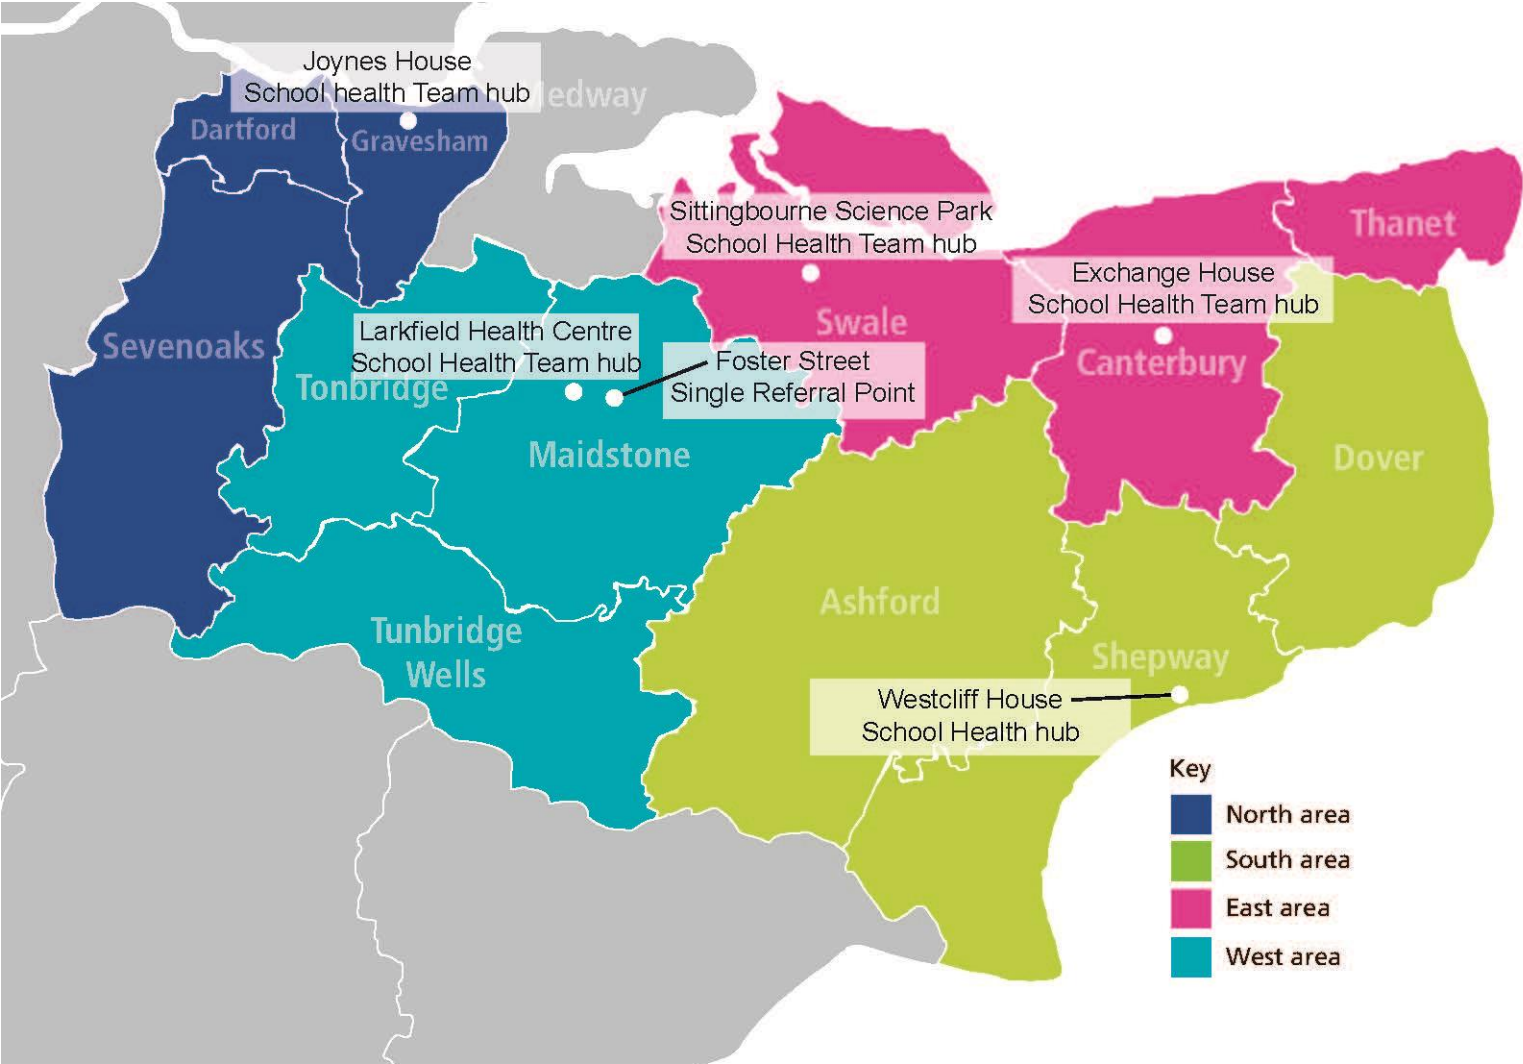 Joynes House
School health Team hub
Medway
Dartford
Gravesham
Sittingbourne Science Park
School Health Team hub
Thanet
Exchange House
School Health Team hub
Swale
Larkfield Health Centre
School Health Team hub
Foster Street
Single Referral Point
Sevenoaks
Tonbridge
Canterbury
Maidstone
Dover
Ashford
Tunbridge
Wells
Shepway
Westcliff House
School Health hub
Key
North area
South area
East area
West area